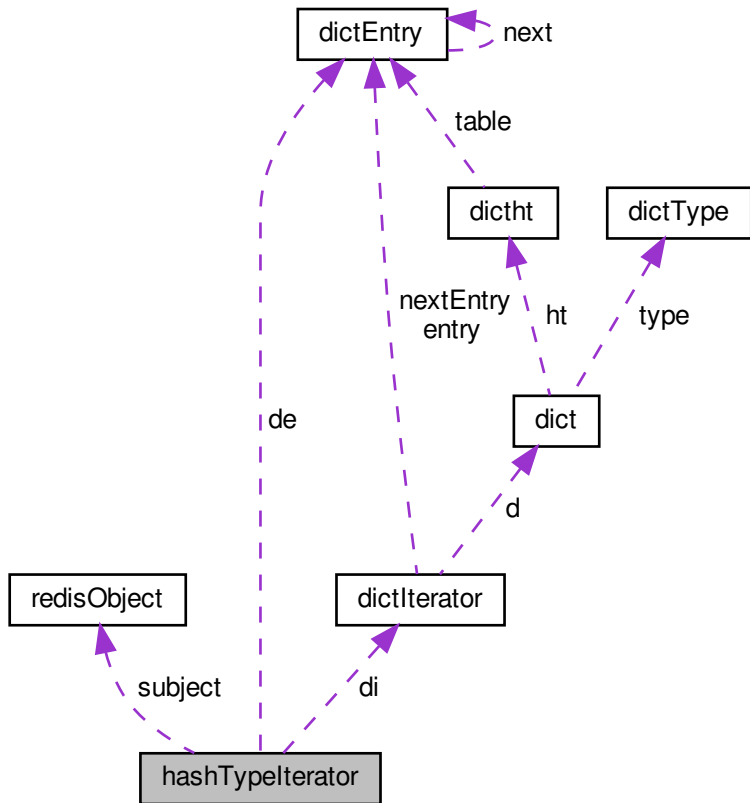 dictEntry
next
table
dictht
dictType
nextEntry
entry
ht
type
de
dict
d
redisObject
dictIterator
subject
di
hashTypeIterator